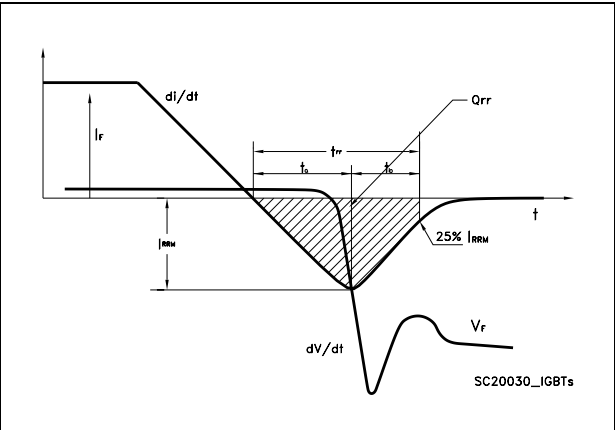 di/dt
Qrr
IF
trr
ta
tb
t
IRRM
25% IRRM
dV/dt
VF
SC20030_IGBTs